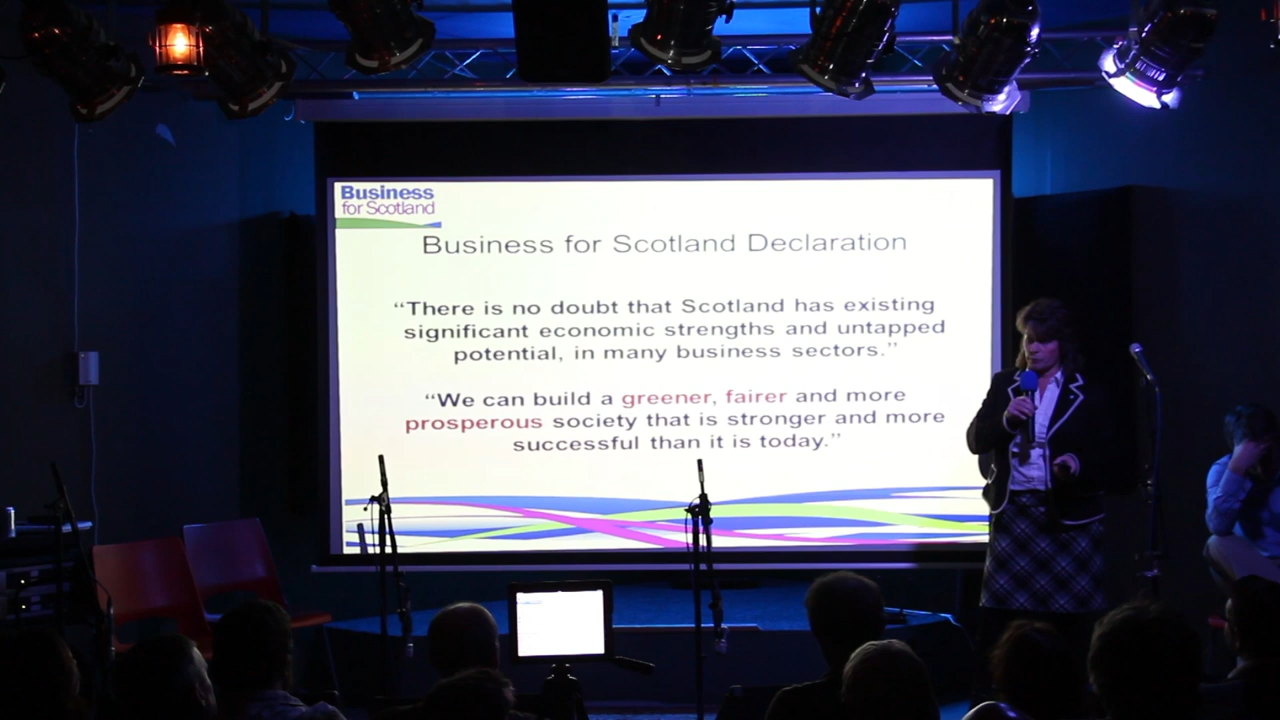 Business
for Scotland
Business for Scotland Declaration
“There is no doubt that Scotland has existing
significant economic strengths and untapped
potential, in many business sectors.”
“We can build a greener, fairer and more
prosperous society that is stronger and more
successful than it is today.”